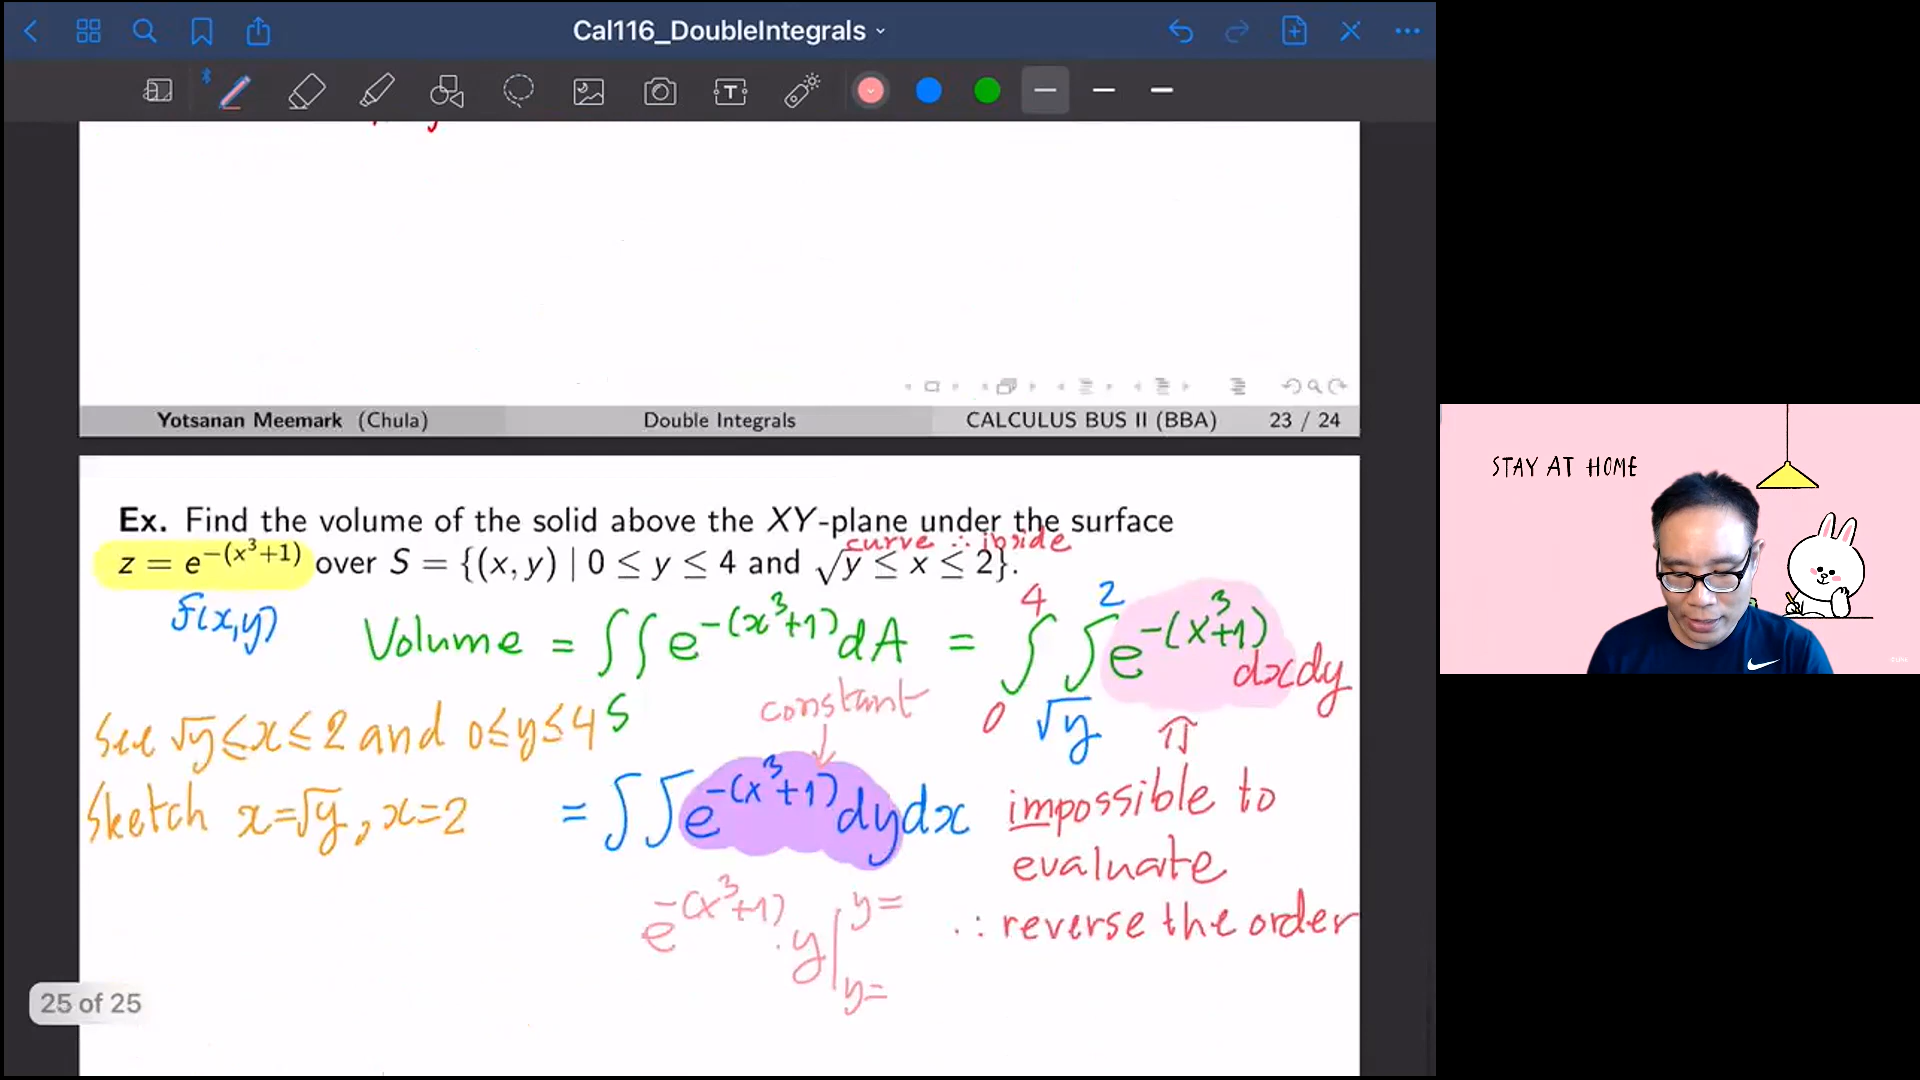 Cal116_DoubleIntegrals
T
Yotsanan Meemark (Chula) Double Integrals CALCULUS BUS II (BBA) 23 / 24
STAY AT HOME
Ex. Find the volume of the solid above the XY-plane under the surface
curve ∴ inside
z = e^{-(x³+1)} over S = {(x, y) | 0 ≤ y ≤ 4 and √y ≤ x ≤ 2}.
f(x,y)
Volume = ∬_S e^{-(x³+1)} dA = ∫_0^4 ∫_{√y}^2 e^{-(x³+1)} dxdy
constant
↓
See √y ≤ x ≤ 2 and 0 ≤ y ≤ 4
Sketch x=√y, x=2
= ∫∫ e^{-(x³+1)} dydx
impossible to
evaluate
∴ reverse the order
e^{-(x³+1)}·y |_{y=}^{y=}
25 of 25